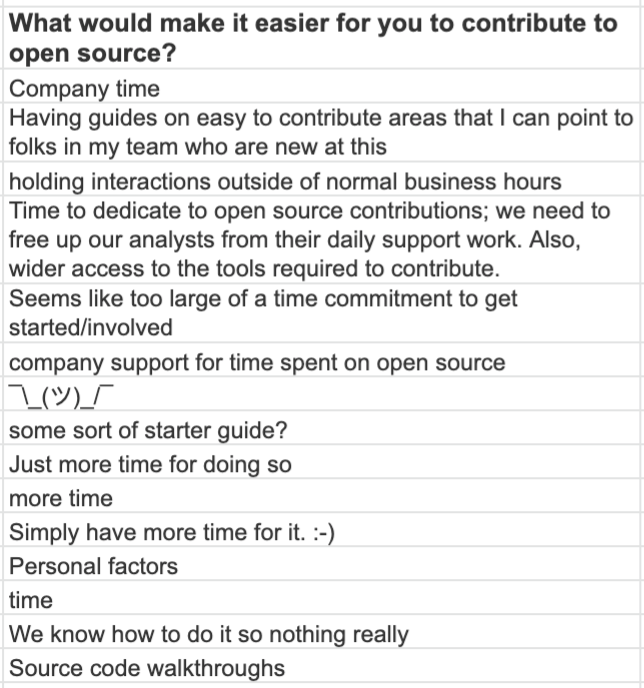 What would make it easier for you to contribute to
open source?
Company time
Having guides on easy to contribute areas that I can point to
folks in my team who are new at this
holding interactions outside of normal business hours
Time to dedicate to open source contributions; we need to
free up our analysts from their daily support work. Also,
wider access to the tools required to contribute.
Seems like too large of a time commitment to get
started/involved
company support for time spent on open source
¯\_(ツ)_/¯
some sort of starter guide?
Just more time for doing so
more time
Simply have more time for it. :-)
Personal factors
time
We know how to do it so nothing really
Source code walkthroughs